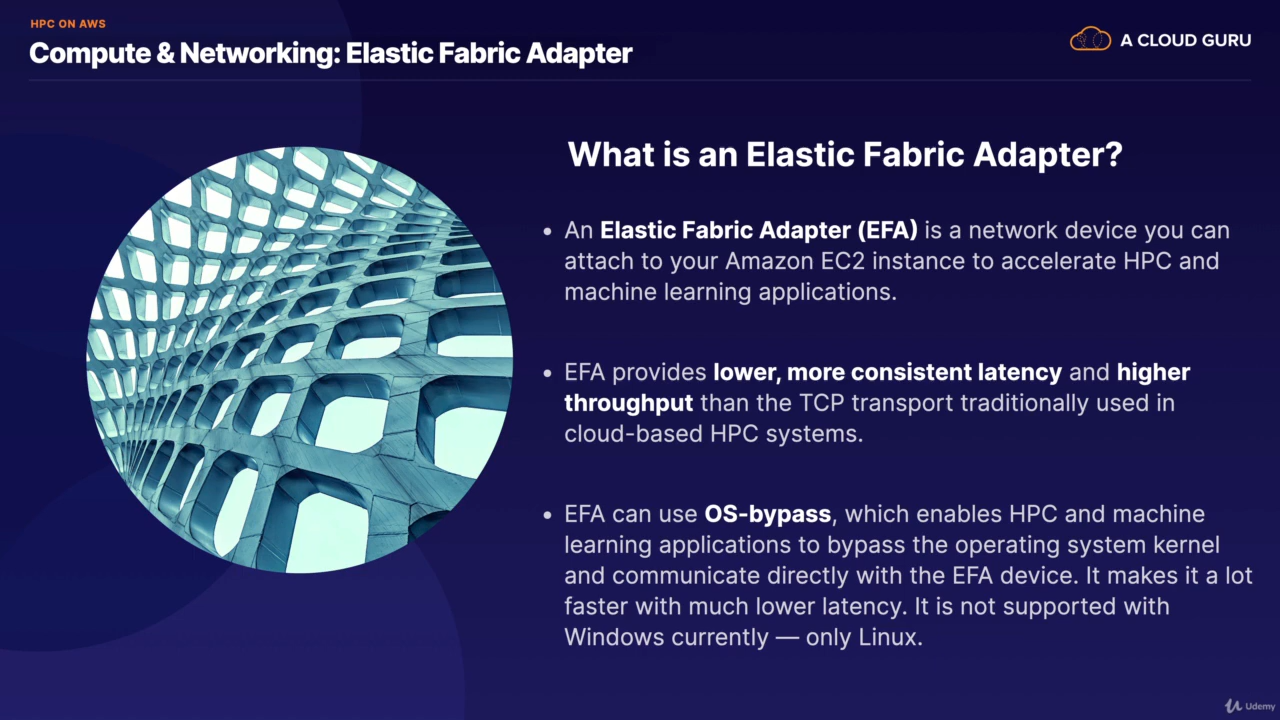 HPC ON AWS
Compute & Networking: Elastic Fabric Adapter
A CLOUD GURU
What is an Elastic Fabric Adapter?
• An Elastic Fabric Adapter (EFA) is a network device you can
attach to your Amazon EC2 instance to accelerate HPC and
machine learning applications.
• EFA provides lower, more consistent latency and higher
throughput than the TCP transport traditionally used in
cloud-based HPC systems.
• EFA can use OS-bypass, which enables HPC and machine
learning applications to bypass the operating system kernel
and communicate directly with the EFA device. It makes it a lot
faster with much lower latency. It is not supported with
Windows currently — only Linux.
Udemy